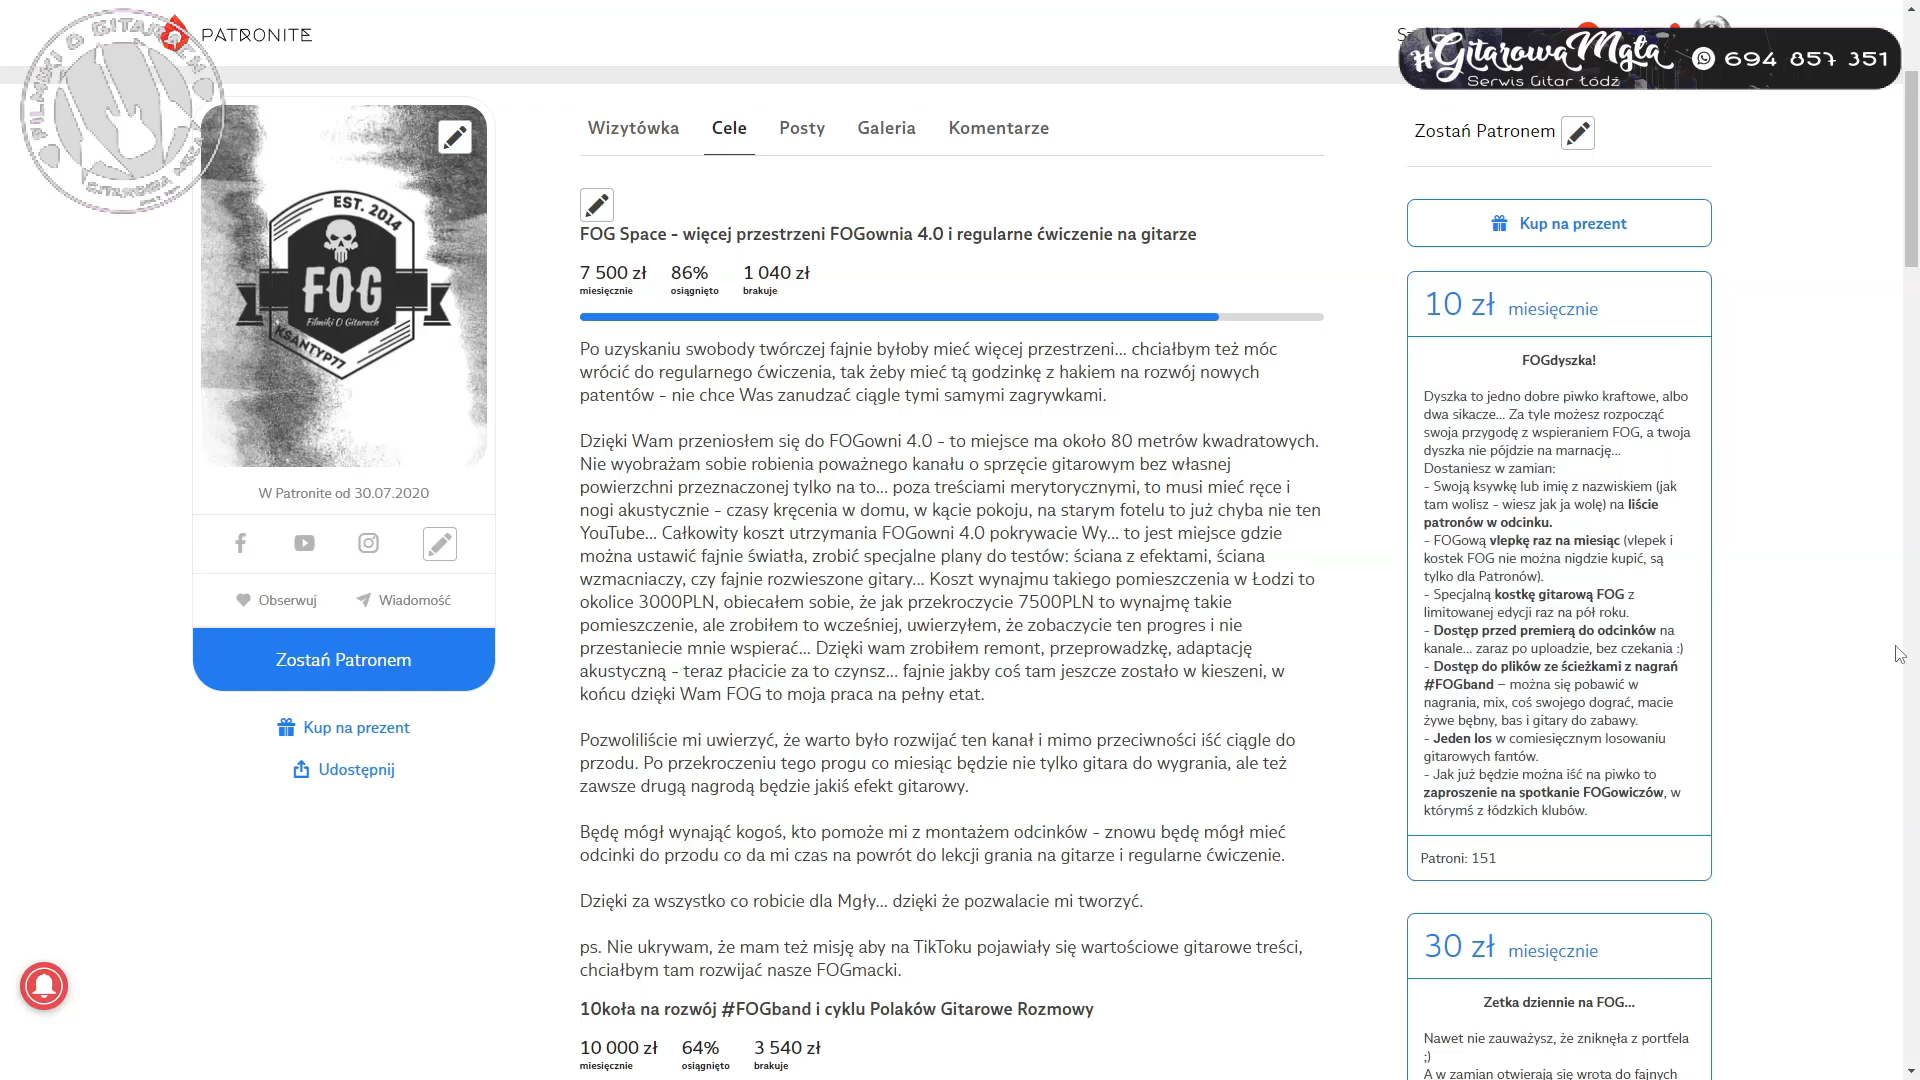 FILMIKI O GITARACH
GITAROWA MGŁA
PATRONITE
#GitarowaMgła
Serwis Gitar Łódź
694 857 351
EST. 2014
FOG
Filmiki O Gitarach
KSANTYP77
W Patronite od 30.07.2020
Obserwuj
Wiadomość
Zostań Patronem
Kup na prezent
Udostępnij
Wizytówka
Cele
Posty
Galeria
Komentarze
FOG Space - więcej przestrzeni FOGownia 4.0 i regularne ćwiczenie na gitarze
7 500 zł 86% 1 040 zł
miesięcznie osiągnięto brakuje
Po uzyskaniu swobody twórczej fajnie byłoby mieć więcej przestrzeni... chciałbym też móc
wrócić do regularnego ćwiczenia, tak żeby mieć tą godzinkę z hakiem na rozwój nowych
patentów - nie chce Was zanudzać ciągle tymi samymi zagrywkami.
Dzięki Wam przeniosłem się do FOGowni 4.0 - to miejsce ma około 80 metrów kwadratowych.
Nie wyobrażam sobie robienia poważnego kanału o sprzęcie gitarowym bez własnej
powierzchni przeznaczonej tylko na to... poza treściami merytorycznymi, to musi mieć ręce i
nogi akustycznie - czasy kręcenia w domu, w kącie pokoju, na starym fotelu to już chyba nie ten
YouTube... Całkowity koszt utrzymania FOGowni 4.0 pokrywacie Wy... to jest miejsce gdzie
można ustawić fajnie światła, zrobić specjalne plany do testów: ściana z efektami, ściana
wzmacniaczy, czy fajnie rozwieszone gitary... Koszt wynajmu takiego pomieszczenia w Łodzi to
okolice 3000PLN, obiecałem sobie, że jak przekroczycie 7500PLN to wynajmę takie
pomieszczenie, ale zrobiłem to wcześniej, uwierzyłem, że zobaczycie ten progres i nie
przestaniecie mnie wspierać... Dzięki wam zrobiłem remont, przeprowadzkę, adaptację
akustyczną - teraz płacicie za to czynsz... fajnie jakby coś tam jeszcze zostało w kieszeni, w
końcu dzięki Wam FOG to moja praca na pełny etat.
Pozwoliliście mi uwierzyć, że warto było rozwijać ten kanał i mimo przeciwności iść ciągle do
przodu. Po przekroczeniu tego progu co miesiąc będzie nie tylko gitara do wygrania, ale też
zawsze drugą nagrodą będzie jakiś efekt gitarowy.
Będę mógł wynająć kogoś, kto pomoże mi z montażem odcinków - znowu będę mógł mieć
odcinki do przodu co da mi czas na powrót do lekcji grania na gitarze i regularne ćwiczenie.
Dzięki za wszystko co robicie dla Mgły... dzięki że pozwalacie mi tworzyć.
ps. Nie ukrywam, że mam też misję aby na TikToku pojawiały się wartościowe gitarowe treści,
chciałbym tam rozwijać nasze FOGmacki.
10koła na rozwój #FOGband i cyklu Polaków Gitarowe Rozmowy
10 000 zł 64% 3 540 zł
miesięcznie osiągnięto brakuje
Zostań Patronem
Kup na prezent
10 zł miesięcznie
FOGdyszka!
Dyszka to jedno dobre piwko kraftowe, albo
dwa sikacze... Za tyle możesz rozpocząć
swoja przygodę z wspieraniem FOG, a twoja
dyszka nie pójdzie na marnację...
Dostaniesz w zamian:
- Swoją ksywkę lub imię z nazwiskiem (jak
tam wolisz - wiesz jak ja wolę) na liście
patronów w odcinku.
- FOGową vlepkę raz na miesiąc (vlepek i
kostek FOG nie można nigdzie kupić, są
tylko dla Patronów).
- Specjalną kostkę gitarową FOG z
limitowanej edycji raz na pół roku.
- Dostęp przed premierą do odcinków na
kanale... zaraz po uploadzie, bez czekania :)
- Dostęp do plików ze ścieżkami z nagrań
#FOGband – można się pobawić w
nagrania, mix, coś swojego dograć, macie
żywe bębny, bas i gitary do zabawy.
- Jeden los w comiesięcznym losowaniu
gitarowych fantów.
- Jak już będzie można iść na piwko to
zaproszenie na spotkanie FOGowiczów, w
którymś z łódzkich klubów.
Patroni: 151
30 zł miesięcznie
Zetka dziennie na FOG...
Nawet nie zauważysz, że zniknęła z portfela
;)
A w zamian otwierają się wrota do fajnych